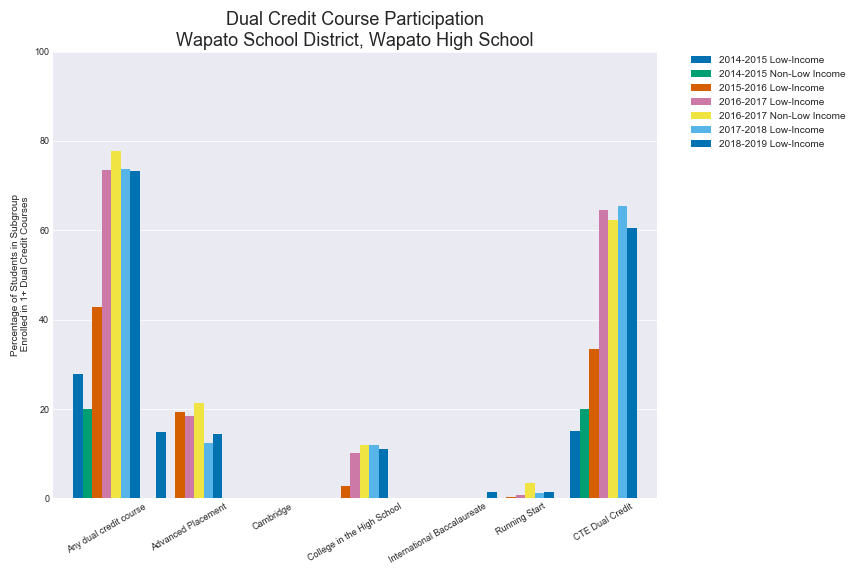 Dual Credit Course Participation
Wapato School District, Wapato High School
2014-2015 Low-Income
2014-2015 Non-Low Income
2015-2016 Low-Income
2016-2017 Low-Income
2016-2017 Non-Low Income
2017-2018 Low-Income
2018-2019 Low-Income
Percentage of Students in Subgroup
Enrolled in 1+ Dual Credit Courses
100
80
60
40
20
0
Any dual credit course
Advanced Placement
Cambridge
College in the High School
International Baccalaureate
Running Start
CTE Dual Credit